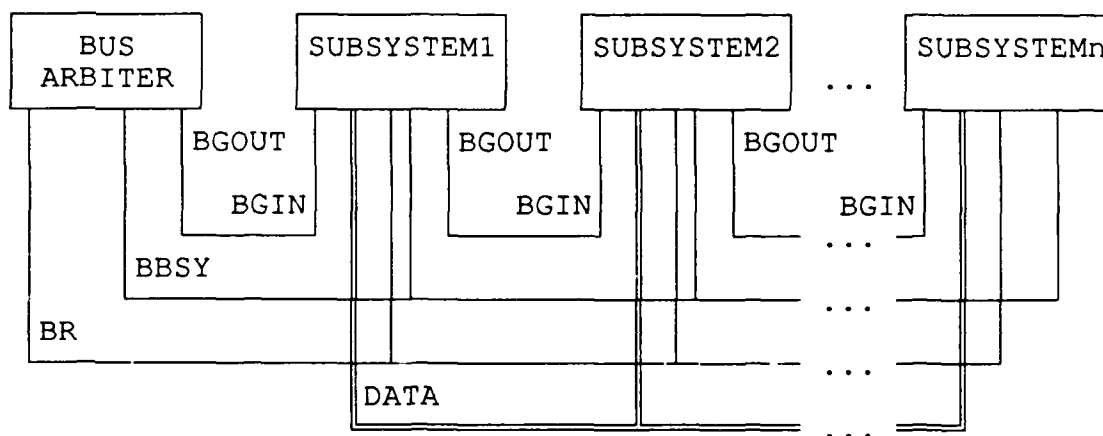 BUS
ARBITER
SUBSYSTEM1
SUBSYSTEM2
...
SUBSYSTEMn
BGOUT
BGOUT
BGOUT
BGIN
BGIN
BGIN
...
BBSY
...
BR
...
DATA
...